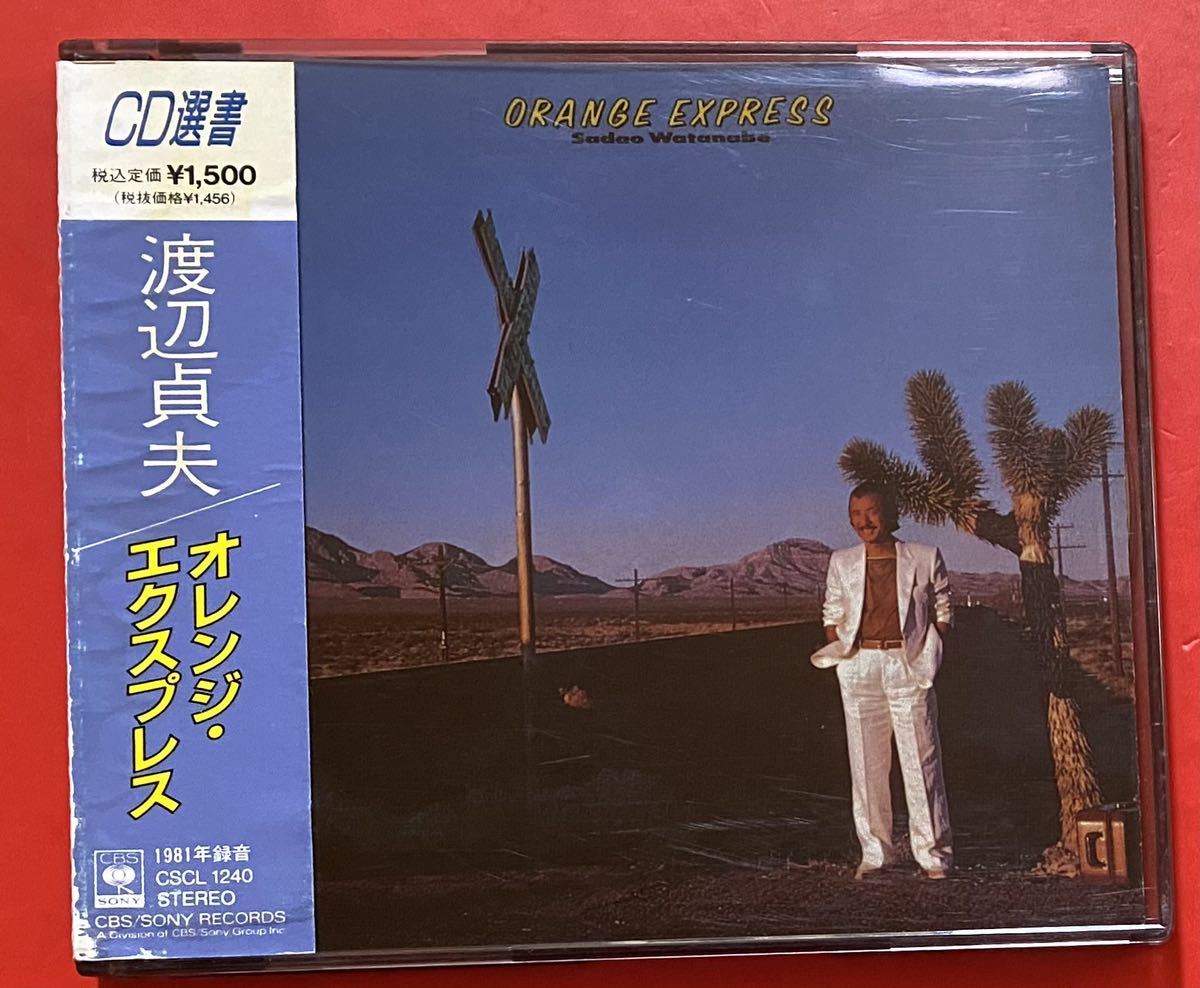 CD選書
税込定価 ¥1,500
(税抜価格¥1,456)
渡辺貞夫
オレンジ・
エクスプレス
CBS
SONY
1981年録音
CSCL 1240
STEREO
CBS/SONY RECORDS
A Division of CBS/Sony Group Inc.
ORANGE EXPRESS
Sadao Watanabe